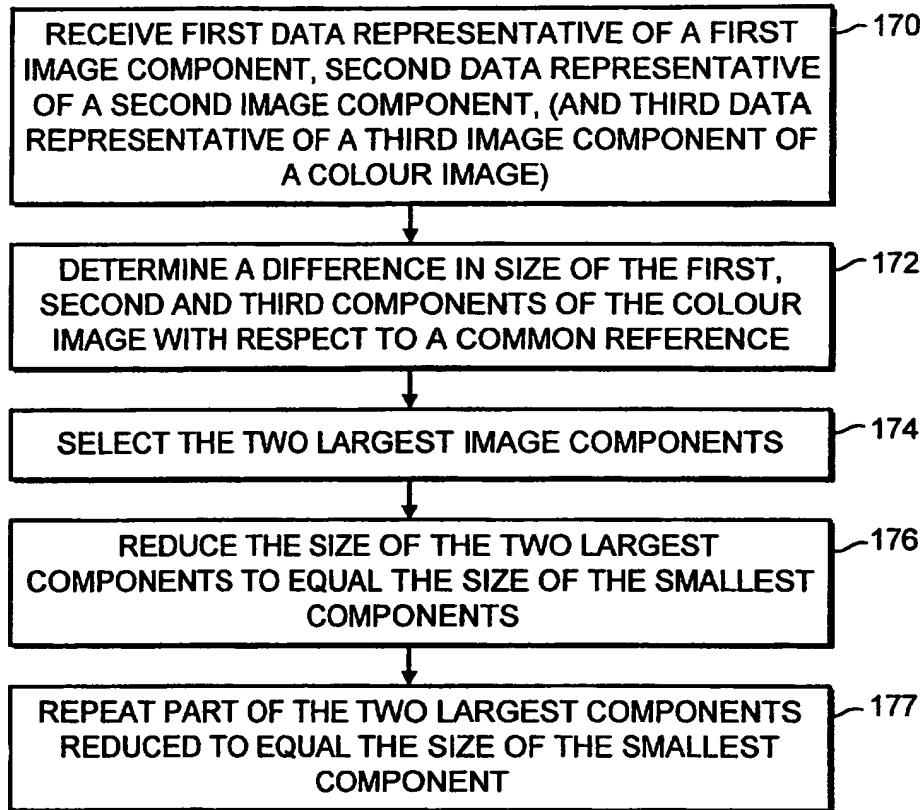 RECEIVE FIRST DATA REPRESENTATIVE OF A FIRST
IMAGE COMPONENT, SECOND DATA REPRESENTATIVE
OF A SECOND IMAGE COMPONENT, (AND THIRD DATA
REPRESENTATIVE OF A THIRD IMAGE COMPONENT OF
A COLOUR IMAGE)
170
DETERMINE A DIFFERENCE IN SIZE OF THE FIRST,
SECOND AND THIRD COMPONENTS OF THE COLOUR
IMAGE WITH RESPECT TO A COMMON REFERENCE
172
SELECT THE TWO LARGEST IMAGE COMPONENTS
174
REDUCE THE SIZE OF THE TWO LARGEST
COMPONENTS TO EQUAL THE SIZE OF THE SMALLEST
COMPONENTS
176
REPEAT PART OF THE TWO LARGEST COMPONENTS
REDUCED TO EQUAL THE SIZE OF THE SMALLEST
COMPONENT
177